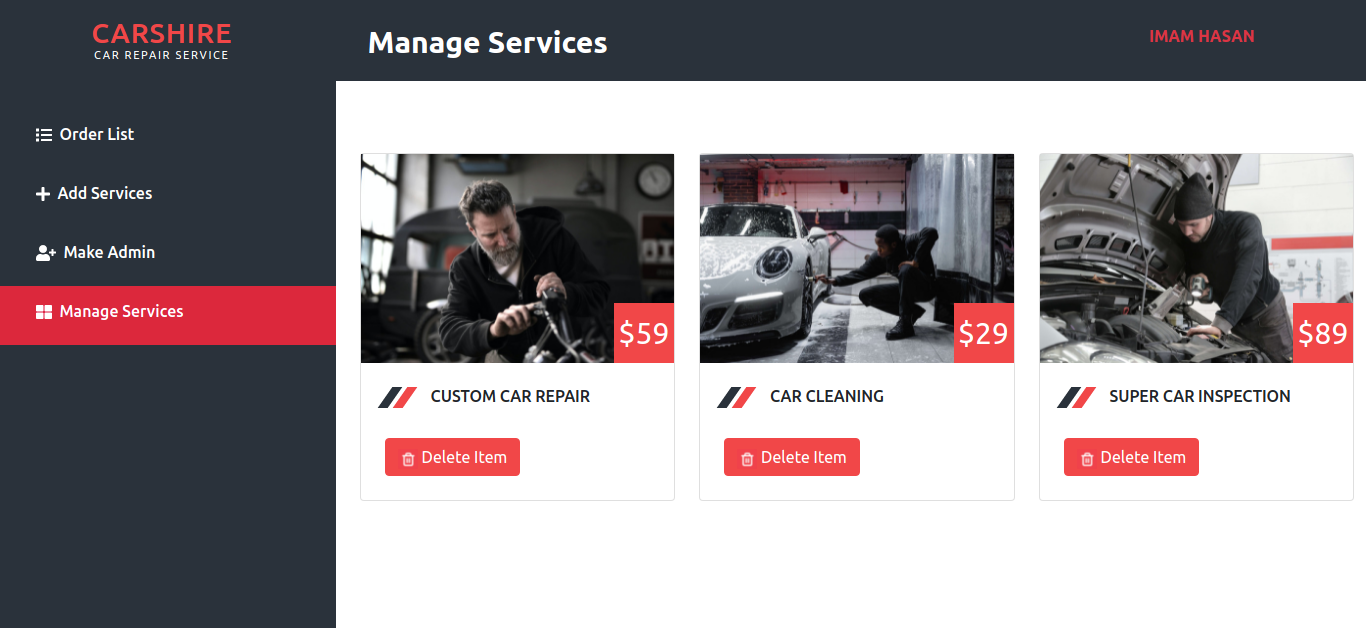 CARSHIRE
CAR REPAIR SERVICE
Manage Services
IMAM HASAN
Order List
Add Services
Make Admin
Manage Services
$59
$29
$89
CUSTOM CAR REPAIR
CAR CLEANING
SUPER CAR INSPECTION
Delete Item
Delete Item
Delete Item